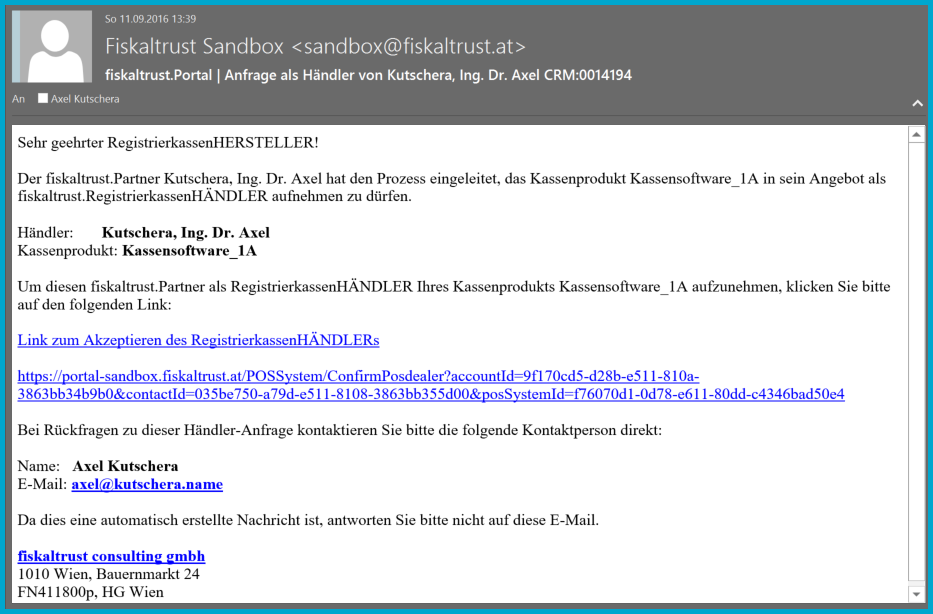 So 11.09.2016 13:39
Fiskaltrust Sandbox <sandbox@fiskaltrust.at>
fiskaltrust.Portal | Anfrage als Händler von Kutschera, Ing. Dr. Axel CRM:0014194
An Axel Kutschera
Sehr geehrter RegistrierkassenHERSTELLER!
Der fiskaltrust.Partner Kutschera, Ing. Dr. Axel hat den Prozess eingeleitet, das Kassenprodukt Kassensoftware_1A in sein Angebot als
fiskaltrust.RegistrierkassenHÄNDLER aufnehmen zu dürfen.
Händler: Kutschera, Ing. Dr. Axel
Kassenprodukt: Kassensoftware_1A
Um diesen fiskaltrust.Partner als RegistrierkassenHÄNDLER Ihres Kassenprodukts Kassensoftware_1A aufzunehmen, klicken Sie bitte
auf den folgenden Link:
Link zum Akzeptieren des RegistrierkassenHÄNDLERs
https://portal-sandbox.fiskaltrust.at/POSSystem/ConfirmPosdealer?accountId=9f170cd5-d28b-e511-810a-
3863bb34b9b0&contactId=035be750-a79d-e511-8108-3863bb355d00&posSystemId=f76070d1-0d78-e611-80dd-c4346bad50e4
Bei Rückfragen zu dieser Händler-Anfrage kontaktieren Sie bitte die folgende Kontaktperson direkt:
Name: Axel Kutschera
E-Mail: axel@kutschera.name
Da dies eine automatisch erstellte Nachricht ist, antworten Sie bitte nicht auf diese E-Mail.
fiskaltrust consulting gmbh
1010 Wien, Bauernmarkt 24
FN411800p, HG Wien